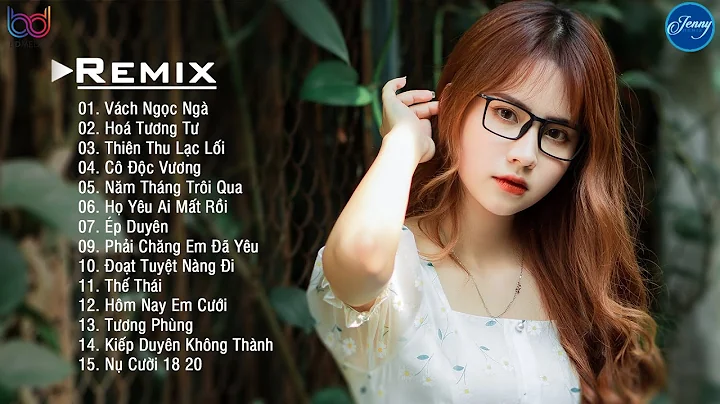 bd
Jenny
REMIX
01. Vách Ngọc Ngà
02. Hoá Tương Tư
03. Thiên Thu Lạc Lối
04. Cô Độc Vương
05. Năm Tháng Trôi Qua
06. Họ Yêu Ai Mất Rồi
07. Ép Duyên
09. Phải Chăng Em Đã Yêu
10. Đoạt Tuyệt Nàng Đi
11. Thế Thái
12. Hôm Nay Em Cưới
13. Tương Phùng
14. Kiếp Duyên Không Thành
15. Nụ Cười 18 20